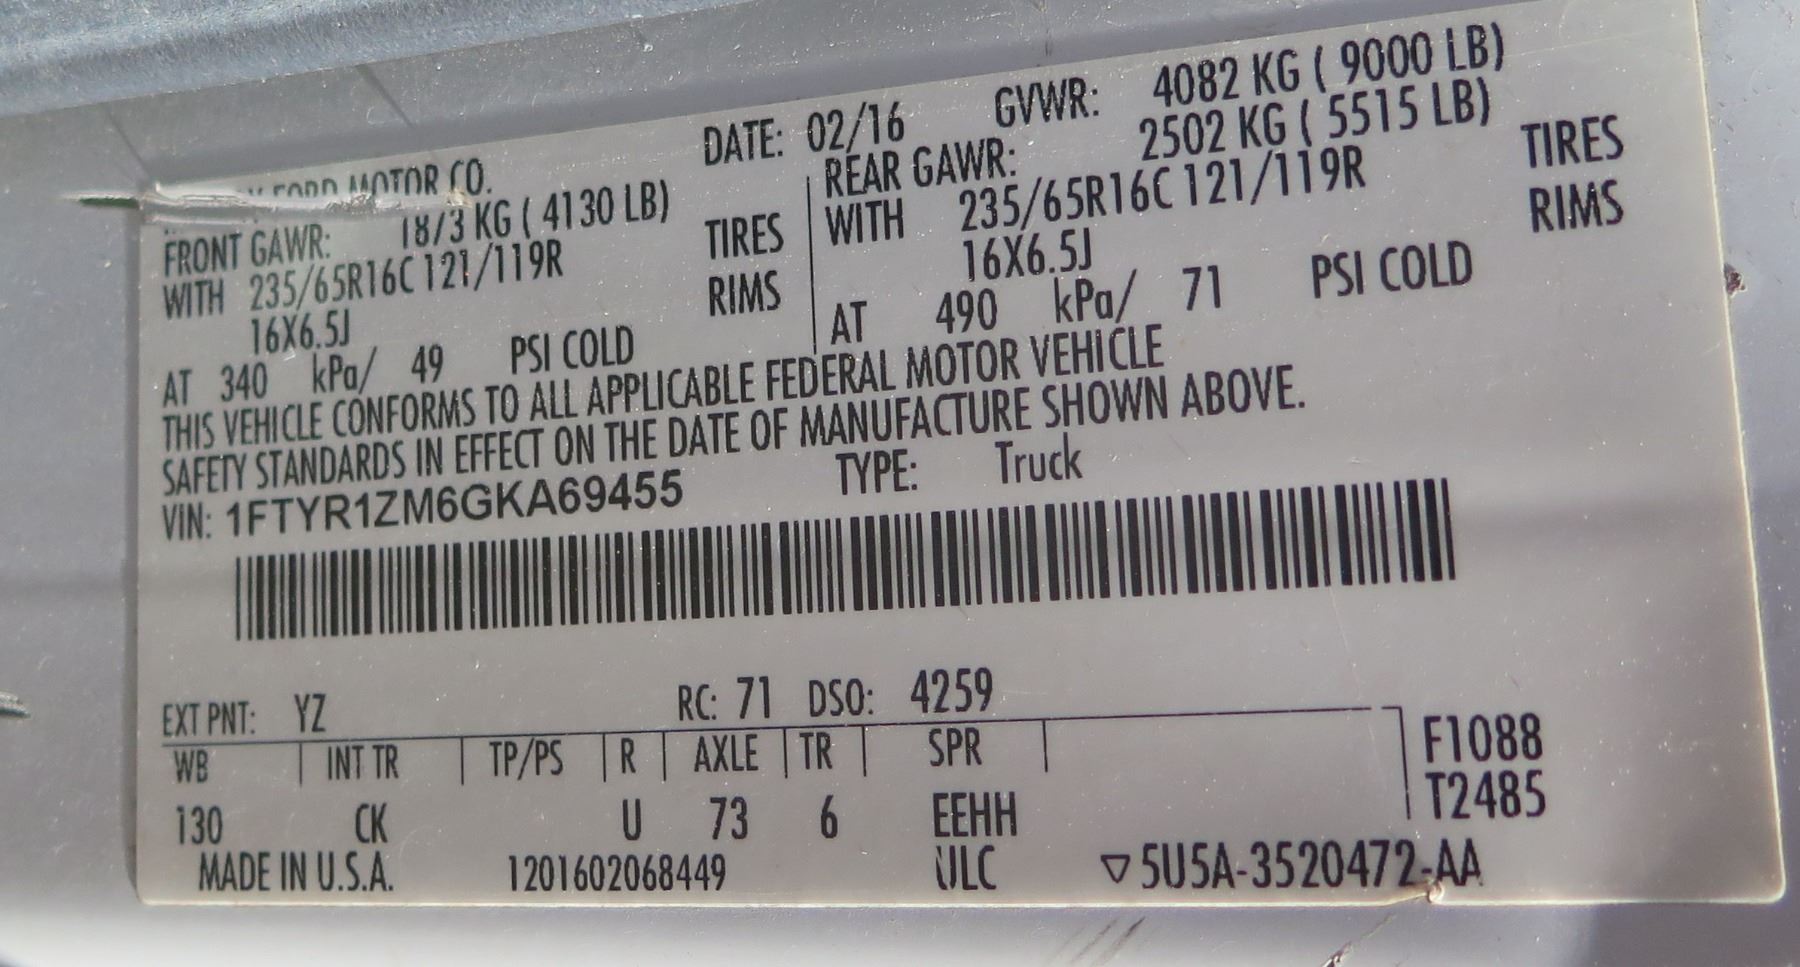 FORD MOTOR CO.
DATE: 02/16
GVWR: 4082 KG ( 9000 LB)
FRONT GAWR: 1873 KG ( 4130 LB)
WITH 235/65R16C 121/119R TIRES
16X6.5J RIMS
AT 340 kPa/ 49 PSI COLD
REAR GAWR: 2502 KG ( 5515 LB)
WITH 235/65R16C 121/119R TIRES
16X6.5J RIMS
AT 490 kPa/ 71 PSI COLD
THIS VEHICLE CONFORMS TO ALL APPLICABLE FEDERAL MOTOR VEHICLE
SAFETY STANDARDS IN EFFECT ON THE DATE OF MANUFACTURE SHOWN ABOVE.
VIN: 1FTYR1ZM6GKA69455 TYPE: Truck
EXT PNT: YZ RC: 71 DSO: 4259
WB | INT TR | TP/PS | R | AXLE | TR | SPR |
F1088
T2485
130 CK U 73 6 EEHH
MADE IN U.S.A. 1201602068449 ULC ▽5U5A-3520472-AA